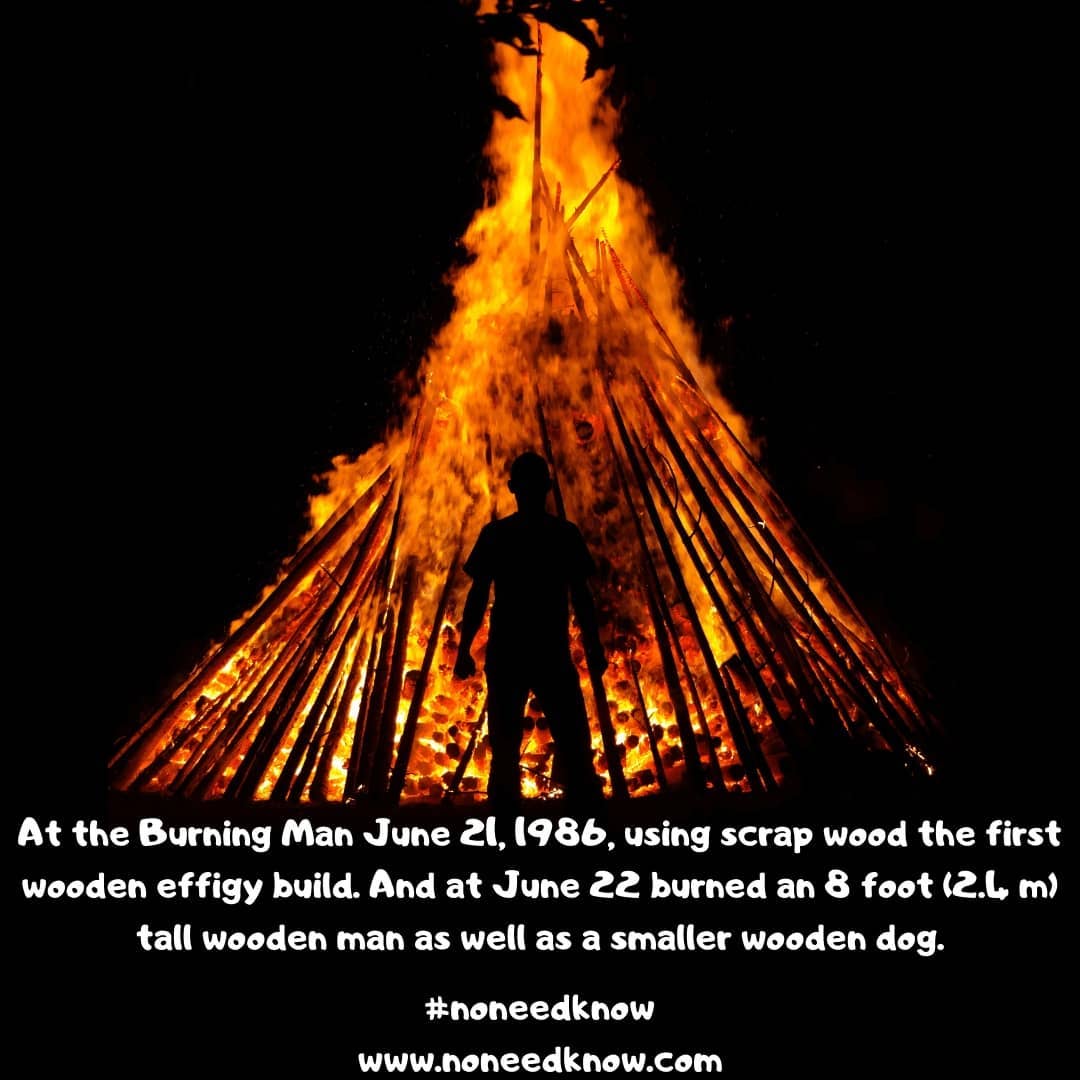 At the Burning Man June 21, 1986, using scrap wood the first
wooden effigy build. And at June 22 burned an 8 foot (2.4 m)
tall wooden man as well as a smaller wooden dog.
#noneedknow
www.noneedknow.com